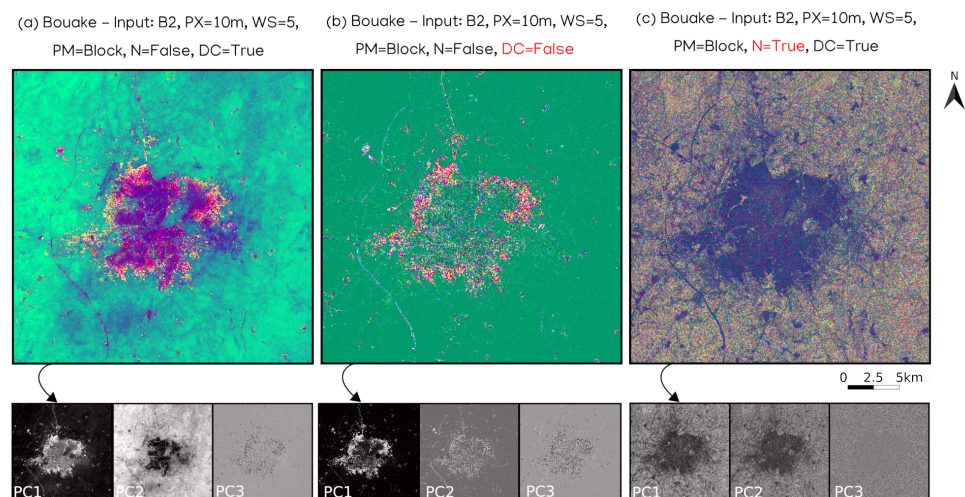 (a) Bouake – Input: B2, PX=10m, WS=5,
PM=Block, N=False, DC=True
(b) Bouake – Input: B2, PX=10m, WS=5,
PM=Block, N=False, DC=False
(c) Bouake – Input: B2, PX=10m, WS=5,
PM=Block, N=True, DC=True
N
0 2.5 5km
PC1 PC2 PC3
PC1 PC2 PC3
PC1 PC2 PC3